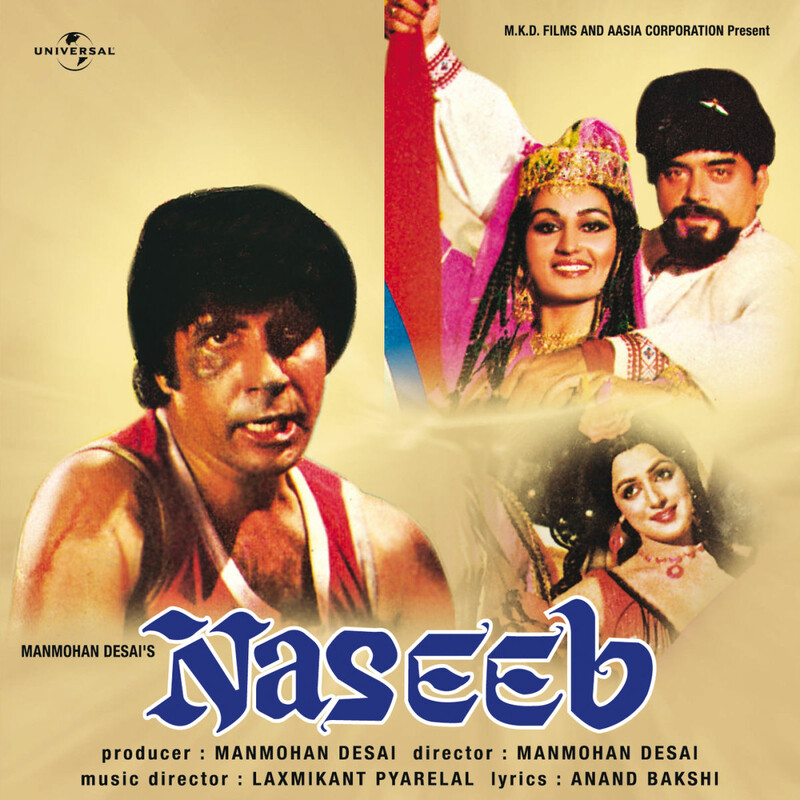 UNIVERSAL
M.K.D. FILMS AND AASIA CORPORATION Present
MANMOHAN DESAI'S
Naseeb
producer : MANMOHAN DESAI director : MANMOHAN DESAI
music director : LAXMIKANT PYARELAL lyrics : ANAND BAKSHI